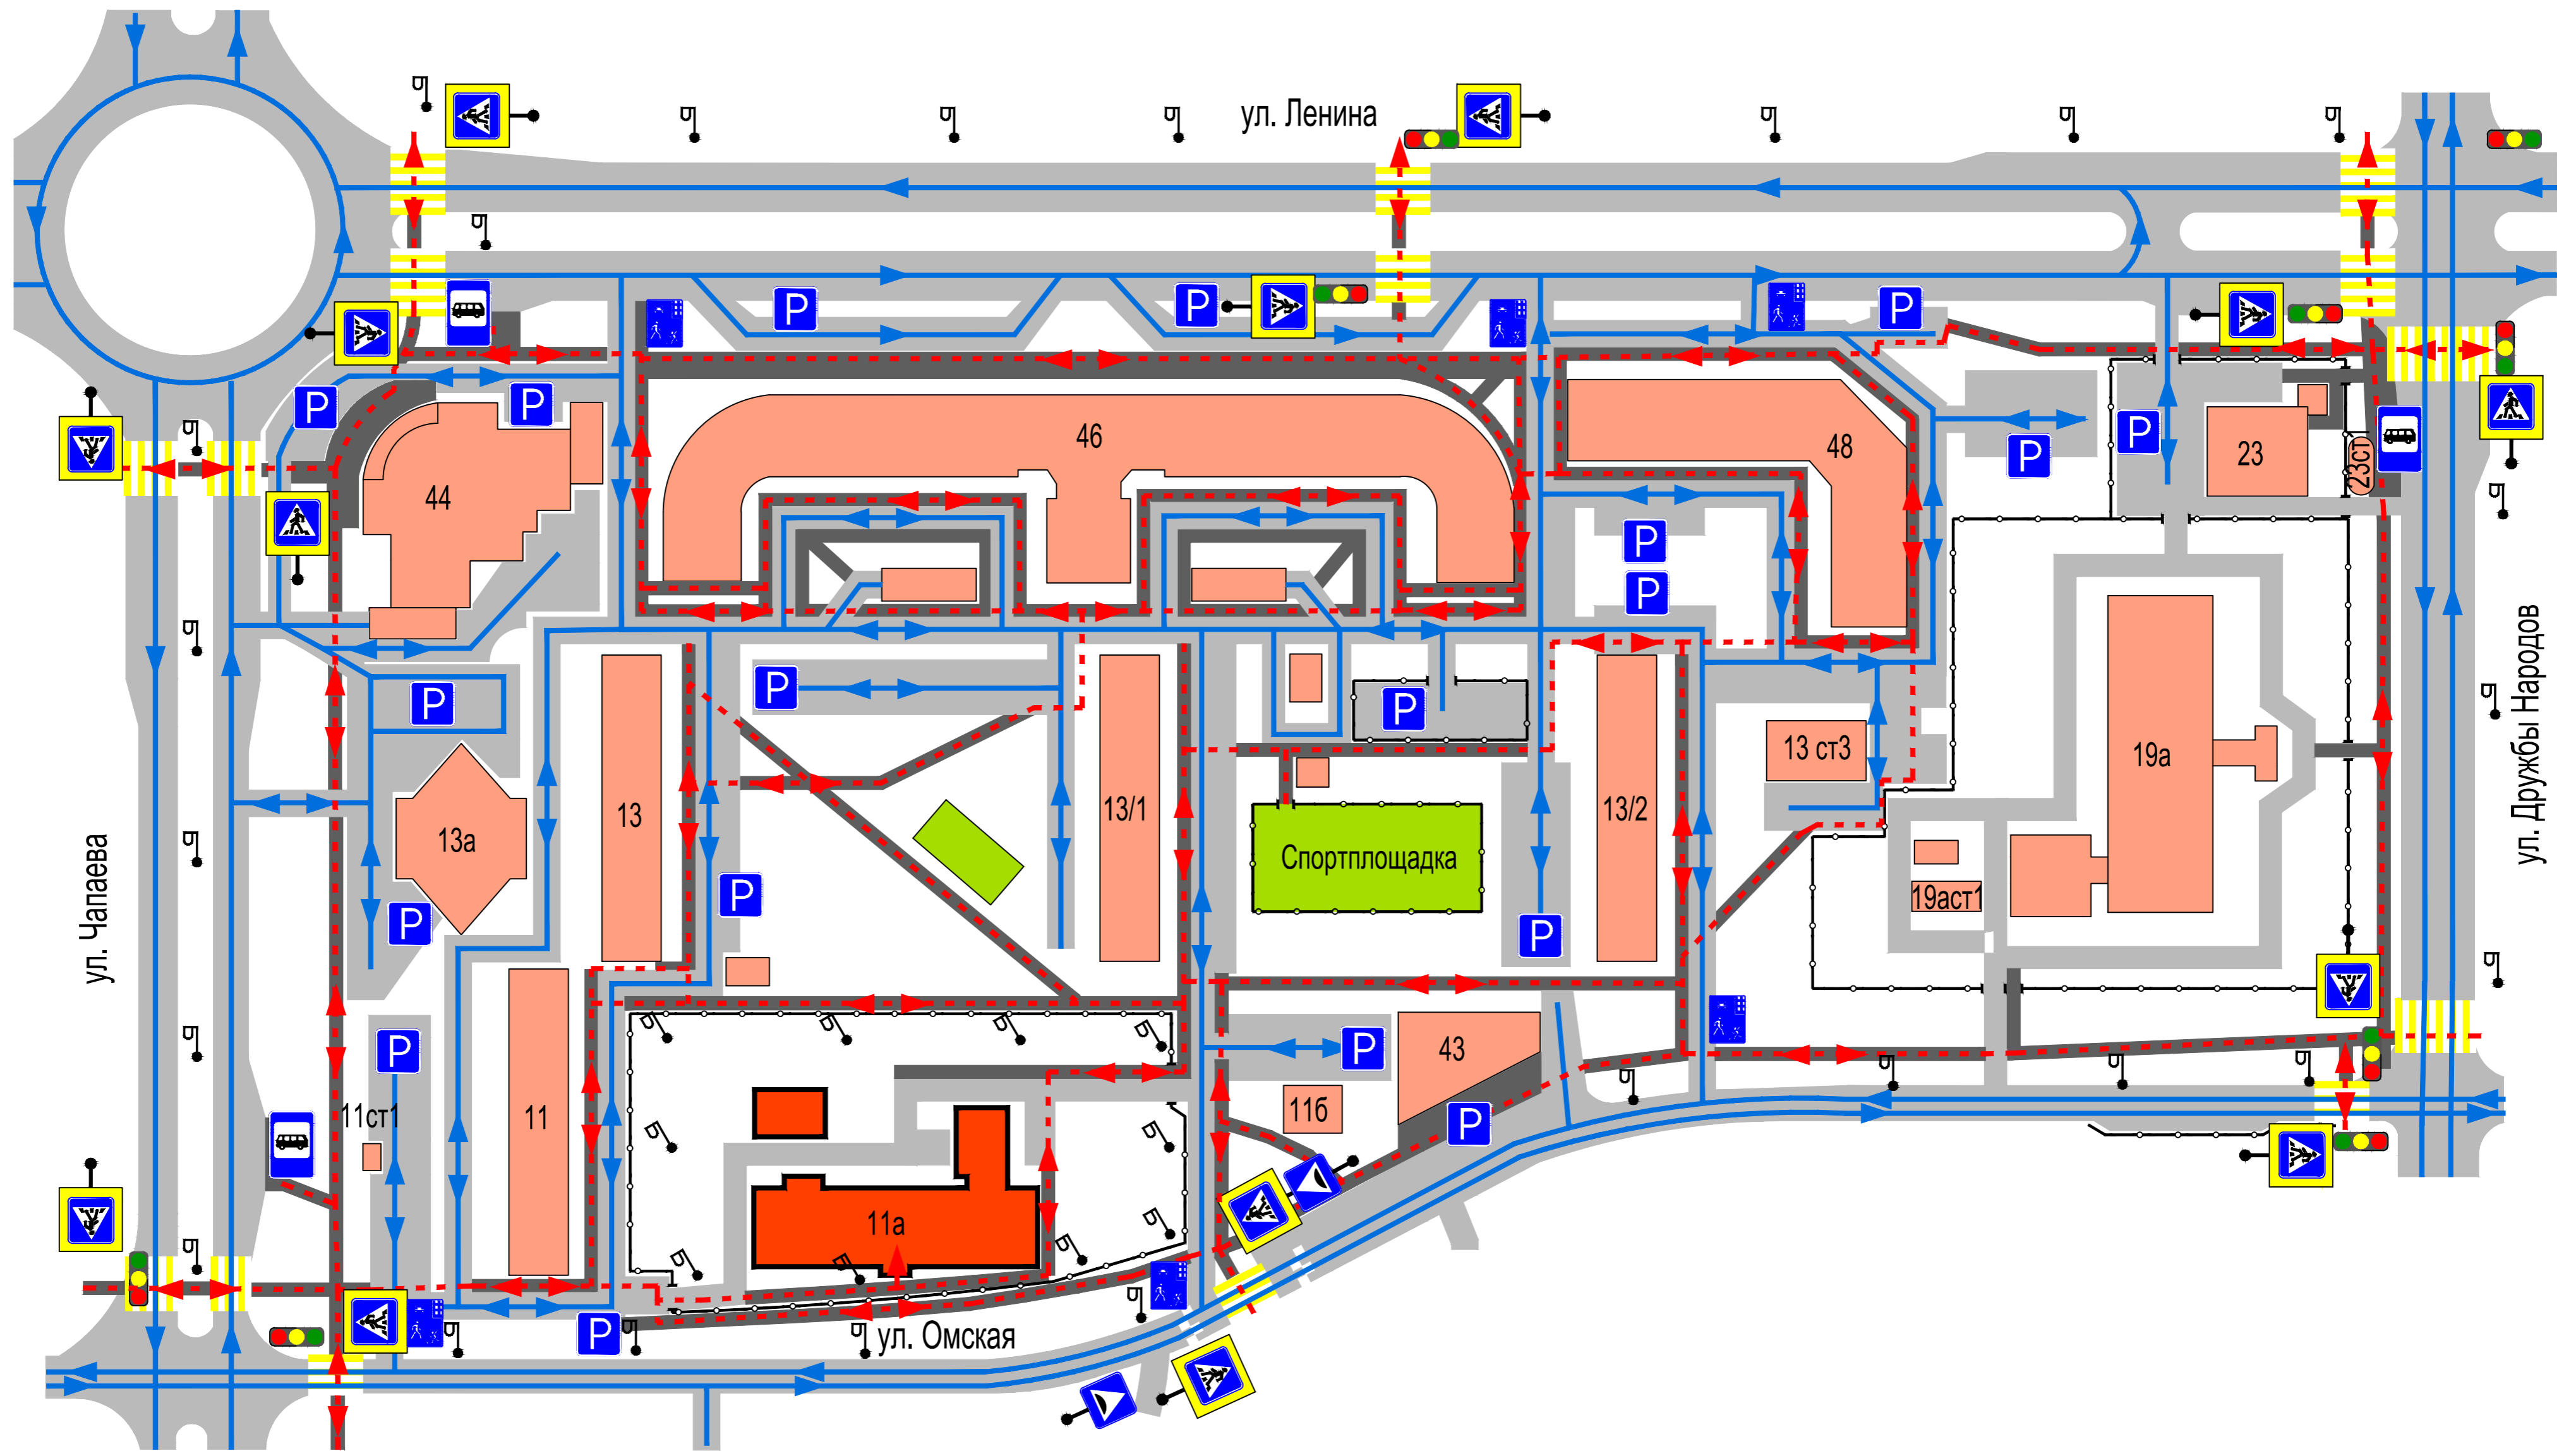 ул. Ленина
P
P
P
P
P
46
48
P
P
23
23ст
44
P
P
P
ул. Дружбы Народов
P
P
P
13 ст3
19а
13
13/1
13/2
13а
Спортплощадка
ул. Чапаева
P
P
19аст1
P
P
P
43
11ст1
11
11б
P
11а
P
ул. Омская